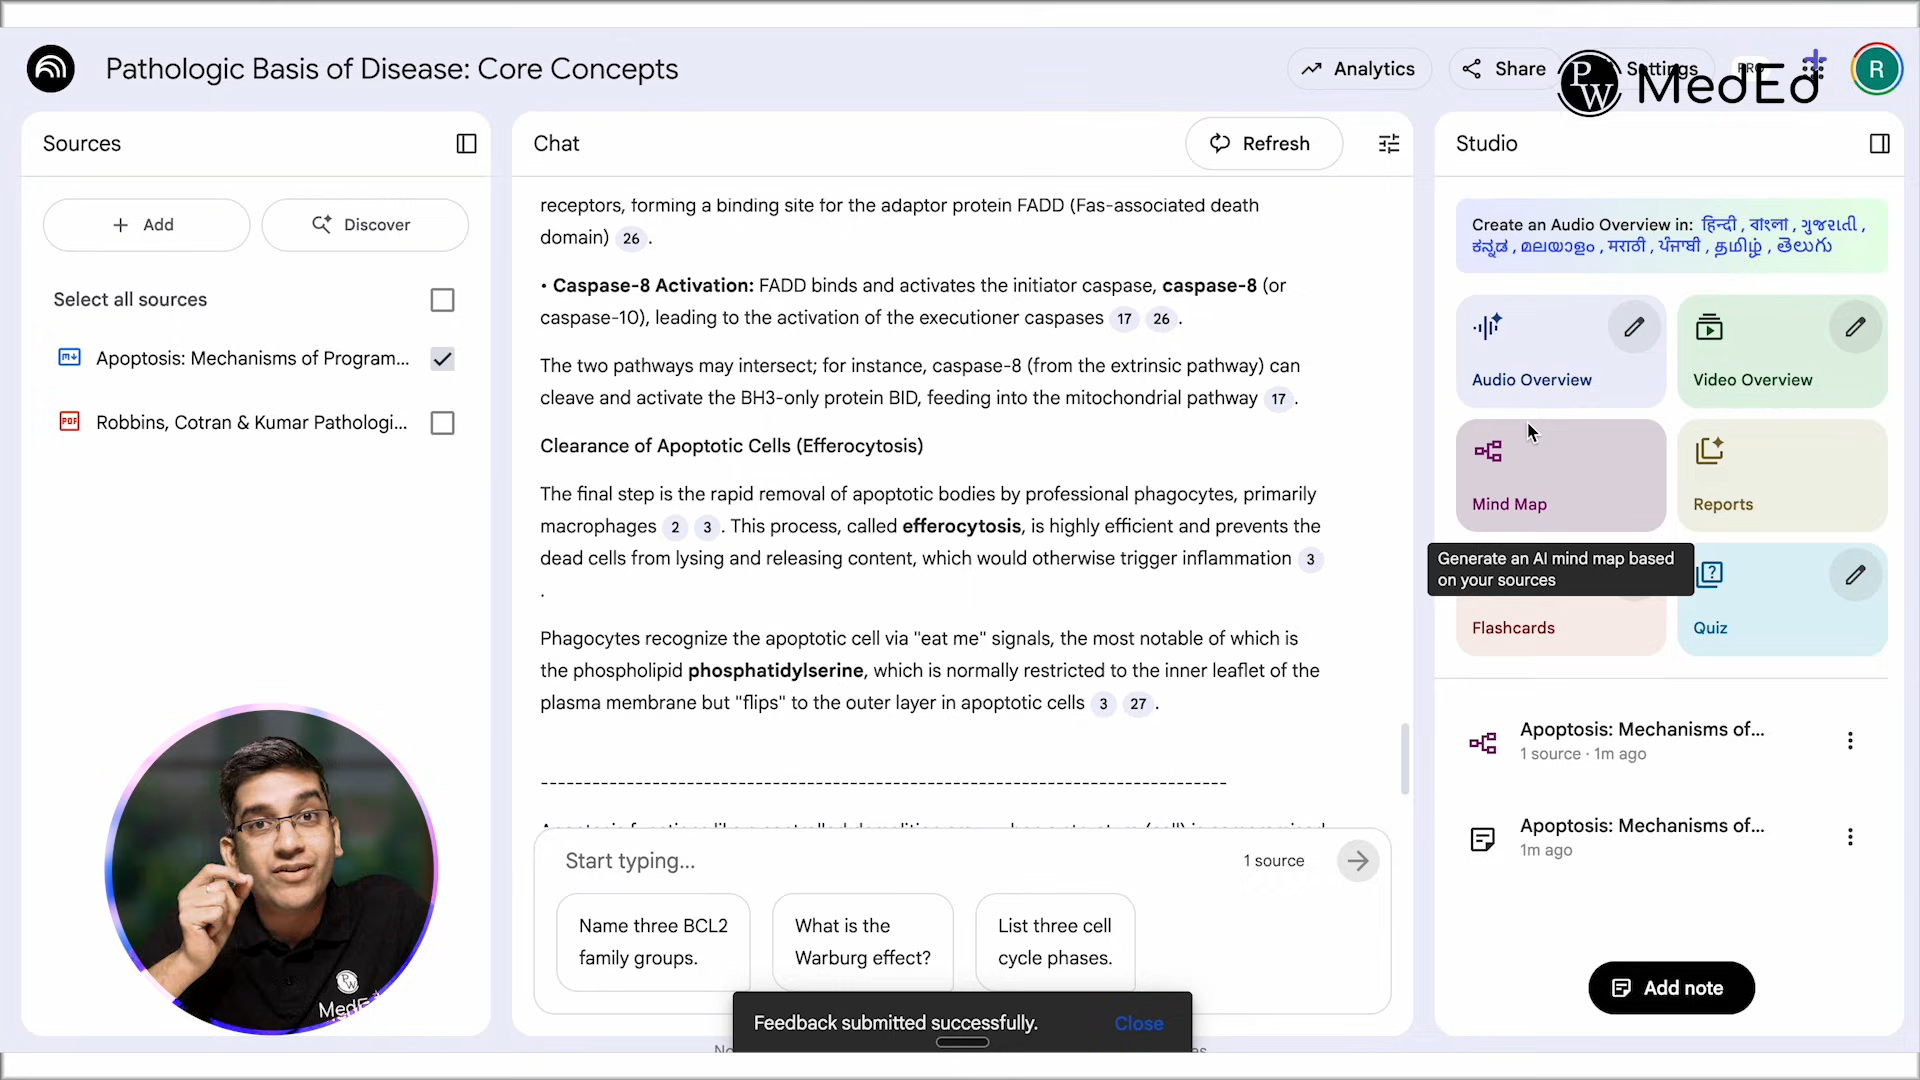 Pathologic Basis of Disease: Core Concepts
Analytics
Share
Settings
PRO
PW MedEd
R
Sources
Add
Discover
Select all sources
Apoptosis: Mechanisms of Program...
PDF
Robbins, Cotran & Kumar Pathologi...
PW
Chat
Refresh
receptors, forming a binding site for the adaptor protein FADD (Fas-associated death
domain) 26 .
• Caspase-8 Activation: FADD binds and activates the initiator caspase, caspase-8 (or
caspase-10), leading to the activation of the executioner caspases 17 26 .
The two pathways may intersect; for instance, caspase-8 (from the extrinsic pathway) can
cleave and activate the BH3-only protein BID, feeding into the mitochondrial pathway 17 .
Clearance of Apoptotic Cells (Efferocytosis)
The final step is the rapid removal of apoptotic bodies by professional phagocytes, primarily
macrophages 2 3 . This process, called efferocytosis, is highly efficient and prevents the
dead cells from lysing and releasing content, which would otherwise trigger inflammation 3
.
Phagocytes recognize the apoptotic cell via "eat me" signals, the most notable of which is
the phospholipid phosphatidylserine, which is normally restricted to the inner leaflet of the
plasma membrane but "flips" to the outer layer in apoptotic cells 3 27 .
Start typing...
1 source
Name three BCL2
family groups.
What is the
Warburg effect?
List three cell
cycle phases.
Feedback submitted successfully.
Close
Studio
Create an Audio Overview in: हिन्दी , বাংলা , ગુજરાતી ,
ಕನ್ನಡ , മലയാളം , मराठी , ਪੰਜਾਬੀ , தமிழ் , తెలుగు
Audio Overview
Video Overview
Mind Map
Reports
Generate an AI mind map based
on your sources
Flashcards
Quiz
Apoptosis: Mechanisms of...
1 source · 1m ago
Apoptosis: Mechanisms of...
1m ago
Add note